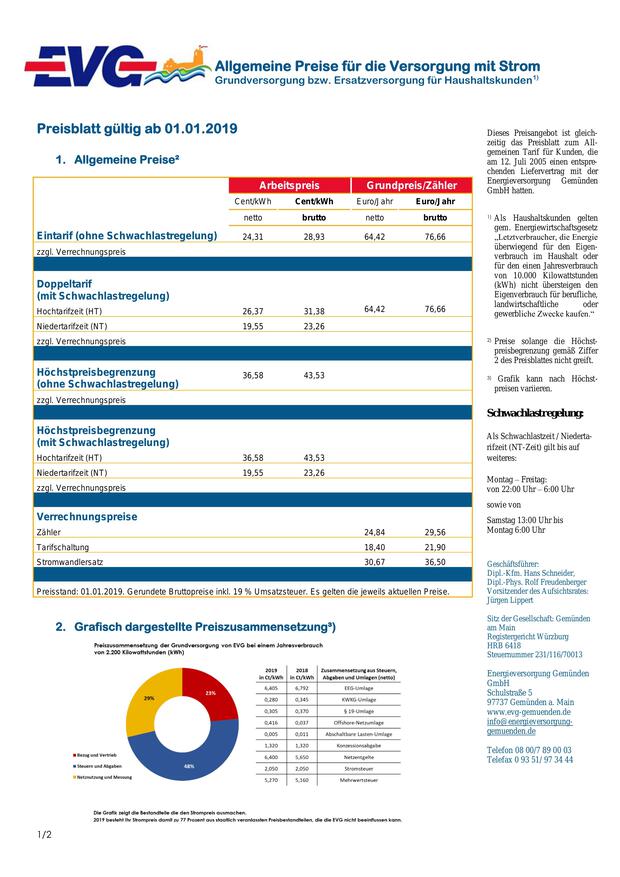 EVG
Allgemeine Preise für die Versorgung mit Strom
Grundversorgung bzw. Ersatzversorgung für Haushaltskunden1)
Preisblatt gültig ab 01.01.2019
1. Allgemeine Preise²
Arbeitspreis Grundpreis/Zähler
Cent/kWh Cent/kWh Euro/Jahr Euro/Jahr
netto brutto netto brutto
Eintarif (ohne Schwachlastregelung) 24,31 28,93 64,42 76,66
zzgl. Verrechnungspreis
Doppeltarif
(mit Schwachlastregelung)
64,42 76,66
Hochtarifzeit (HT) 26,37 31,38
Niedertarifzeit (NT) 19,55 23,26
zzgl. Verrechnungspreis
Höchstpreisbegrenzung
(ohne Schwachlastregelung)
36,58 43,53
zzgl. Verrechnungspreis
Höchstpreisbegrenzung
(mit Schwachlastregelung)
Hochtarifzeit (HT) 36,58 43,53
Niedertarifzeit (NT) 19,55 23,26
zzgl. Verrechnungspreis
Verrechnungspreise
Zähler 24,84 29,56
Tarifschaltung 18,40 21,90
Stromwandlersatz 30,67 36,50
Preisstand: 01.01.2019. Gerundete Bruttopreise inkl. 19 % Umsatzsteuer. Es gelten die jeweils aktuellen Preise.
2. Grafisch dargestellte Preiszusammensetzung³)
Preiszusammensetzung der Grundversorgung von EVG bei einem Jahresverbrauch
von 2.200 Kilowattstunden (kWh)
23%
29%
48%
Bezug und Vertrieb
Steuern und Abgaben
Netznutzung und Messung
2019 2018 Zusammensetzung aus Steuern,
in Ct/kWh in Ct/kWh Abgaben und Umlagen (netto)
6,405 6,792 EEG-Umlage
0,280 0,345 KWKG-Umlage
0,305 0,370 § 19-Umlage
0,416 0,037 Offshore-Netzumlage
0,005 0,011 Abschaltbare Lasten-Umlage
1,320 1,320 Konzessionsabgabe
6,400 5,650 Netzentgelte
2,050 2,050 Stromsteuer
5,270 5,160 Mehrwertsteuer
Die Grafik zeigt die Bestandteile die den Strompreis ausmachen.
2019 besteht Ihr Strompreis damit zu 77 Prozent aus staatlich veranlassten Preisbestandteilen, die die EVG nicht beeinflussen kann.
1/2
Dieses Preisangebot ist gleich-
zeitig das Preisblatt zum All-
gemeinen Tarif für Kunden, die
am 12. Juli 2005 einen entspre-
chenden Liefervertrag mit der
Energieversorgung Gemünden
GmbH hatten.
1) Als Haushaltskunden gelten
gem. Energiewirtschaftsgesetz
„Letztverbraucher, die Energie
überwiegend für den Eigen-
verbrauch im Haushalt oder
für den einen Jahresverbrauch
von 10.000 Kilowattstunden
(kWh) nicht übersteigen den
Eigenverbrauch für berufliche,
landwirtschaftliche oder
gewerbliche Zwecke kaufen.“
2) Preise solange die Höchst-
preisbegrenzung gemäß Ziffer
2 des Preisblattes nicht greift.
3) Grafik kann nach Höchst-
preisen variieren.
Schwachlastregelung:
Als Schwachlastzeit / Niederta-
rifzeit (NT-Zeit) gilt bis auf
weiteres:
Montag – Freitag:
von 22:00 Uhr – 6:00 Uhr
sowie von
Samstag 13:00 Uhr bis
Montag 6:00 Uhr
Geschäftsführer:
Dipl.-Kfm. Hans Schneider,
Dipl.-Phys. Rolf Freudenberger
Vorsitzender des Aufsichtsrates:
Jürgen Lippert
Sitz der Gesellschaft: Gemünden
am Main
Registergericht Würzburg
HRB 6418
Steuernummer 231/116/70013
Energieversorgung Gemünden
GmbH
Schulstraße 5
97737 Gemünden a. Main
www.evg-gemuenden.de
info@energieversorgung-
gemuenden.de
Telefon 08 00/7 89 00 03
Telefax 0 93 51/ 97 34 44